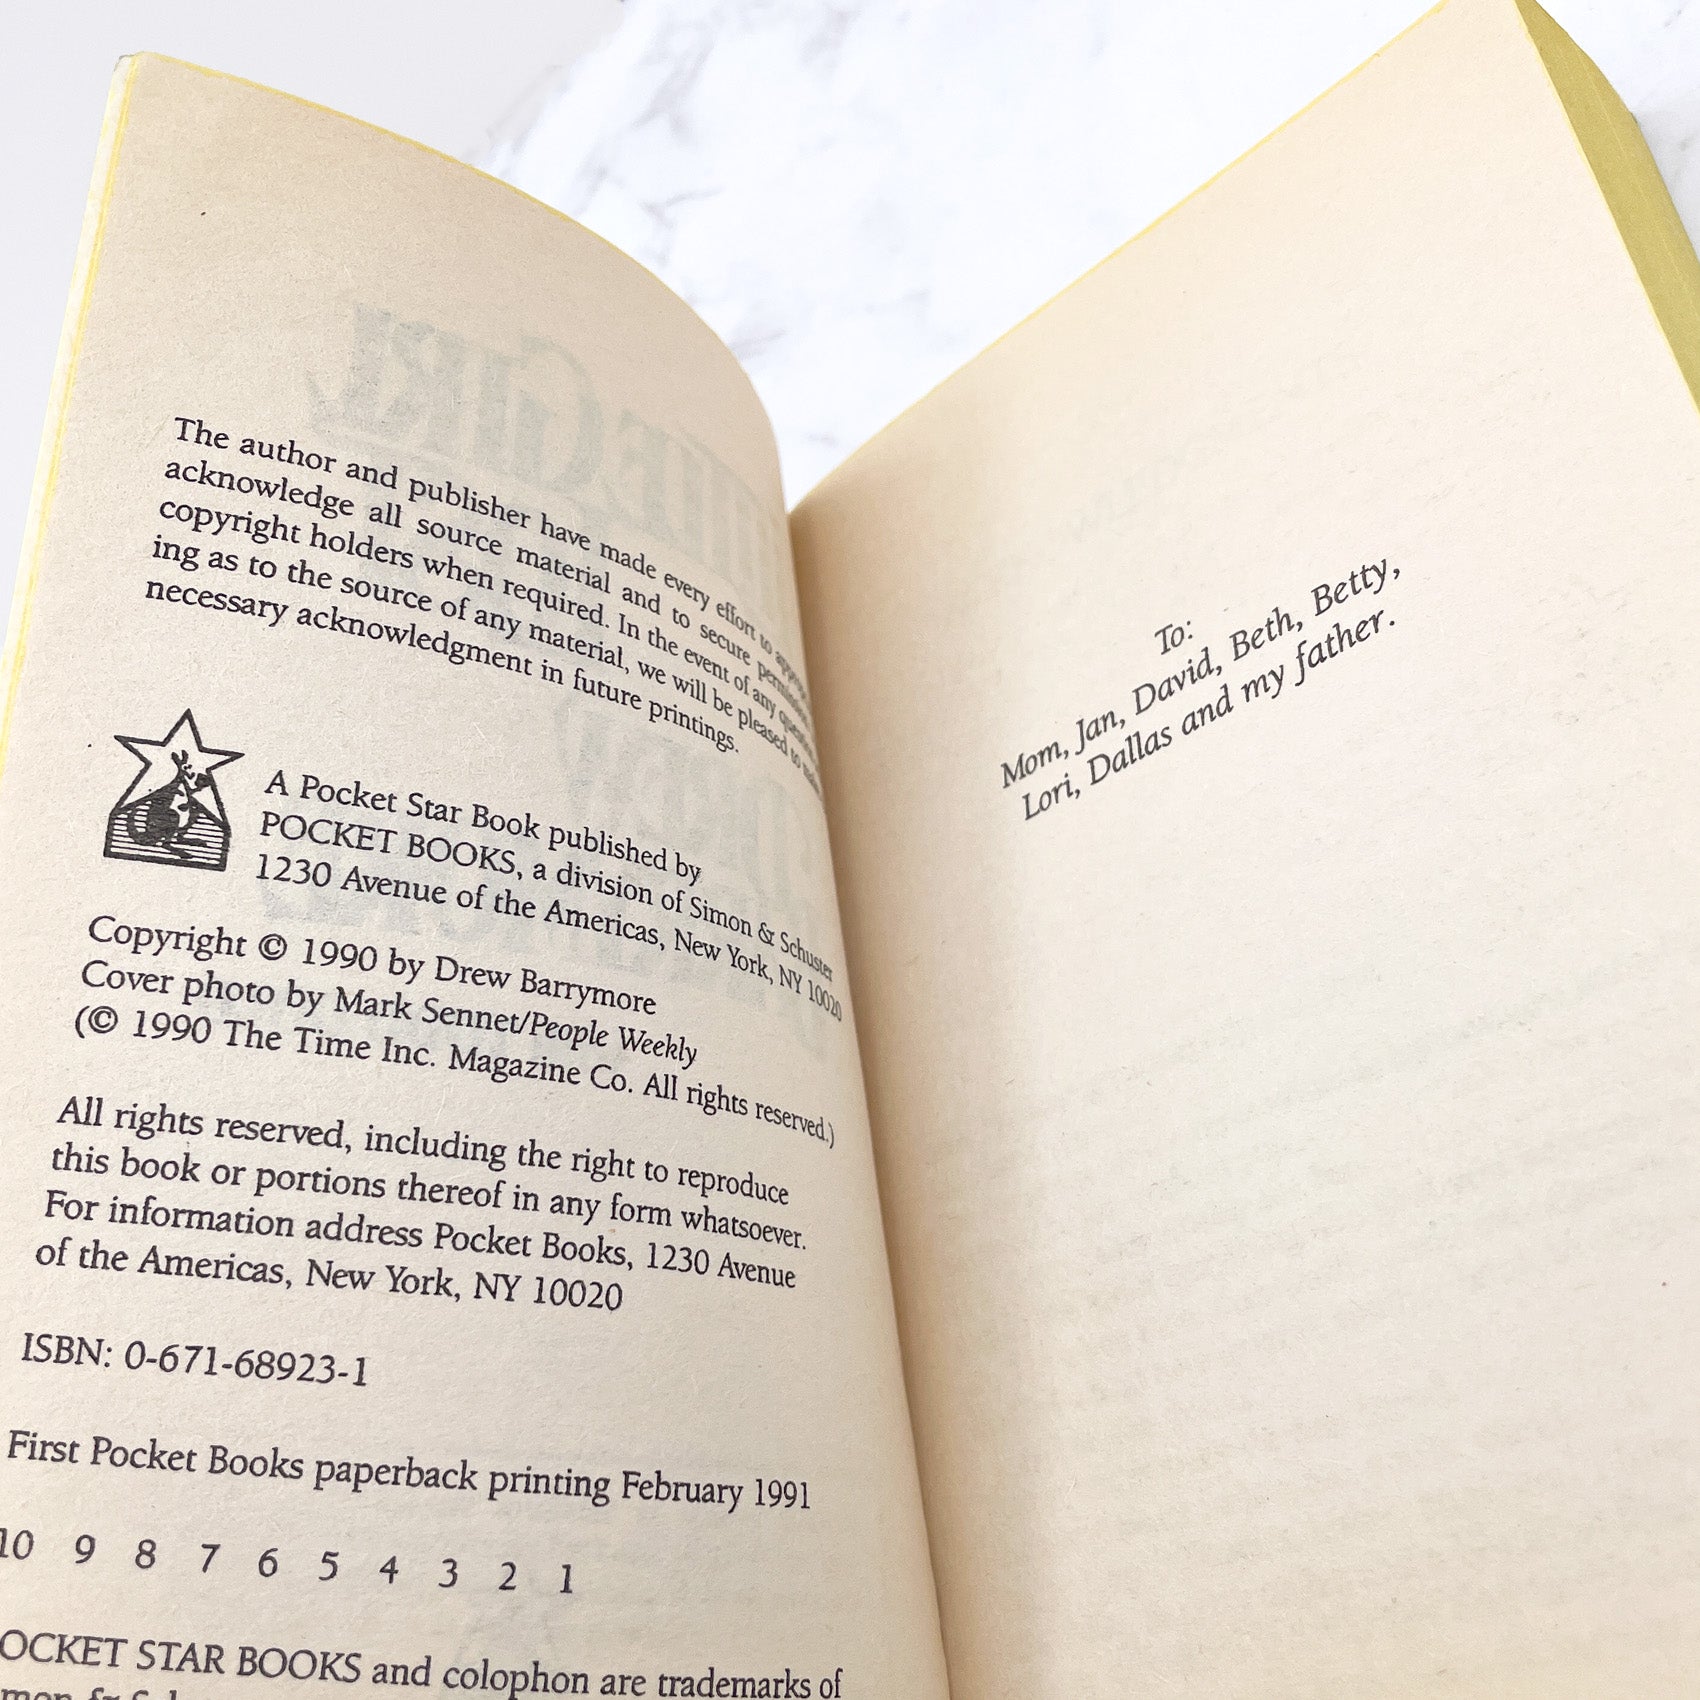 The author and publisher have made every effort to
acknowledge all source material and to secure
copyright holders when required. In the event of any
ing as to the source of any material, we will be pleased to
necessary acknowledgment in future printings.
A Pocket Star Book published by
POCKET BOOKS, a division of Simon & Schuster
1230 Avenue of the Americas, New York, NY 10020
Copyright © 1990 by Drew Barrymore
Cover photo by Mark Sennet/People Weekly
(© 1990 The Time Inc. Magazine Co. All rights reserved.)
All rights reserved, including the right to reproduce
this book or portions thereof in any form whatsoever.
For information address Pocket Books, 1230 Avenue
of the Americas, New York, NY 10020
ISBN: 0-671-68923-1
First Pocket Books paperback printing February 1991
10 9 8 7 6 5 4 3 2 1
OCKET STAR BOOKS and colophon are trademarks of
To:
Mom, Jan, David, Beth, Betty,
Lori, Dallas and my father.